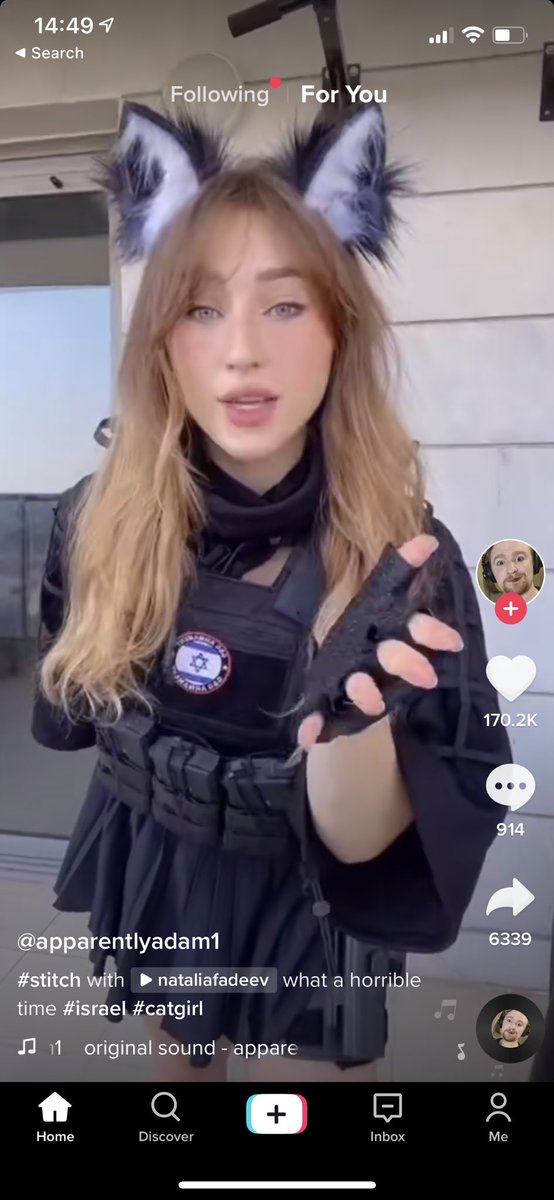 14:49
Search
Following For You
170.2K
914
6339
@apparentlyadam1
#stitch with nataliafadeev what a horrible
time #israel #catgirl
original sound - appare
Home Discover Inbox Me